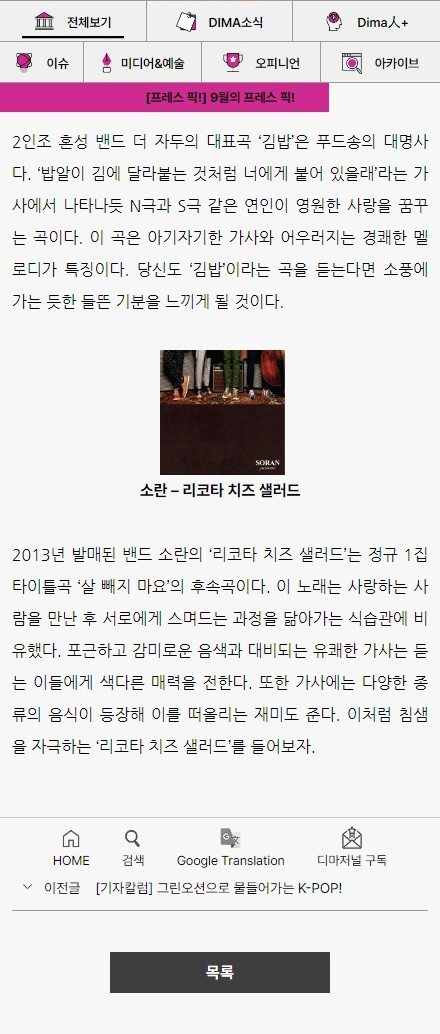 전체보기
DIMA소식
Dima人+
이슈
미디어&예술
오피니언
아카이브
[프레스 픽!] 9월의 프레스 픽!
2인조 혼성 밴드 더 자두의 대표곡 ‘김밥’은 푸드송의 대명사
다. ‘밥알이 김에 달라붙는 것처럼 너에게 붙어 있을래’라는 가
사에서 나타나듯 N극과 S극 같은 연인이 영원한 사랑을 꿈꾸
는 곡이다. 이 곡은 아기자기한 가사와 어우러지는 경쾌한 멜
로디가 특징이다. 당신도 ‘김밥’이라는 곡을 듣는다면 소풍에
가는 듯한 들뜬 기분을 느끼게 될 것이다.
SORAN
소란 – 리코타 치즈 샐러드
2013년 발매된 밴드 소란의 ‘리코타 치즈 샐러드’는 정규 1집
타이틀곡 ‘살 빼지 마요’의 후속곡이다. 이 노래는 사랑하는 사
람을 만난 후 서로에게 스며드는 과정을 닮아가는 식습관에 비
유했다. 포근하고 감미로운 음색과 대비되는 유쾌한 가사는 듣
는 이들에게 색다른 매력을 전한다. 또한 가사에는 다양한 종
류의 음식이 등장해 이를 떠올리는 재미도 준다. 이처럼 침샘
을 자극하는 ‘리코타 치즈 샐러드’를 들어보자.
HOME
검색
Google Translation
디마저널 구독
이전글 [기자칼럼] 그린오션으로 물들어가는 K-POP!
목록